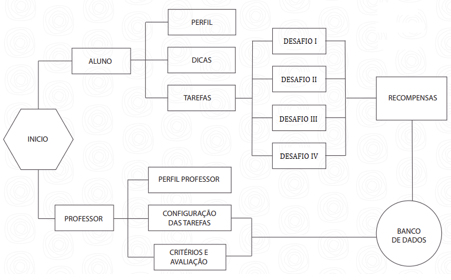 INICIO
ALUNO
PERFIL
DICAS
TAREFAS
DESAFIO I
DESAFIO II
DESAFIO III
DESAFIO IV
RECOMPENSAS
PROFESSOR
PERFIL PROFESSOR
CONFIGURAÇÃO
DAS TAREFAS
CRITÉRIOS E
AVALIAÇÃO
BANCO
DE DADOS